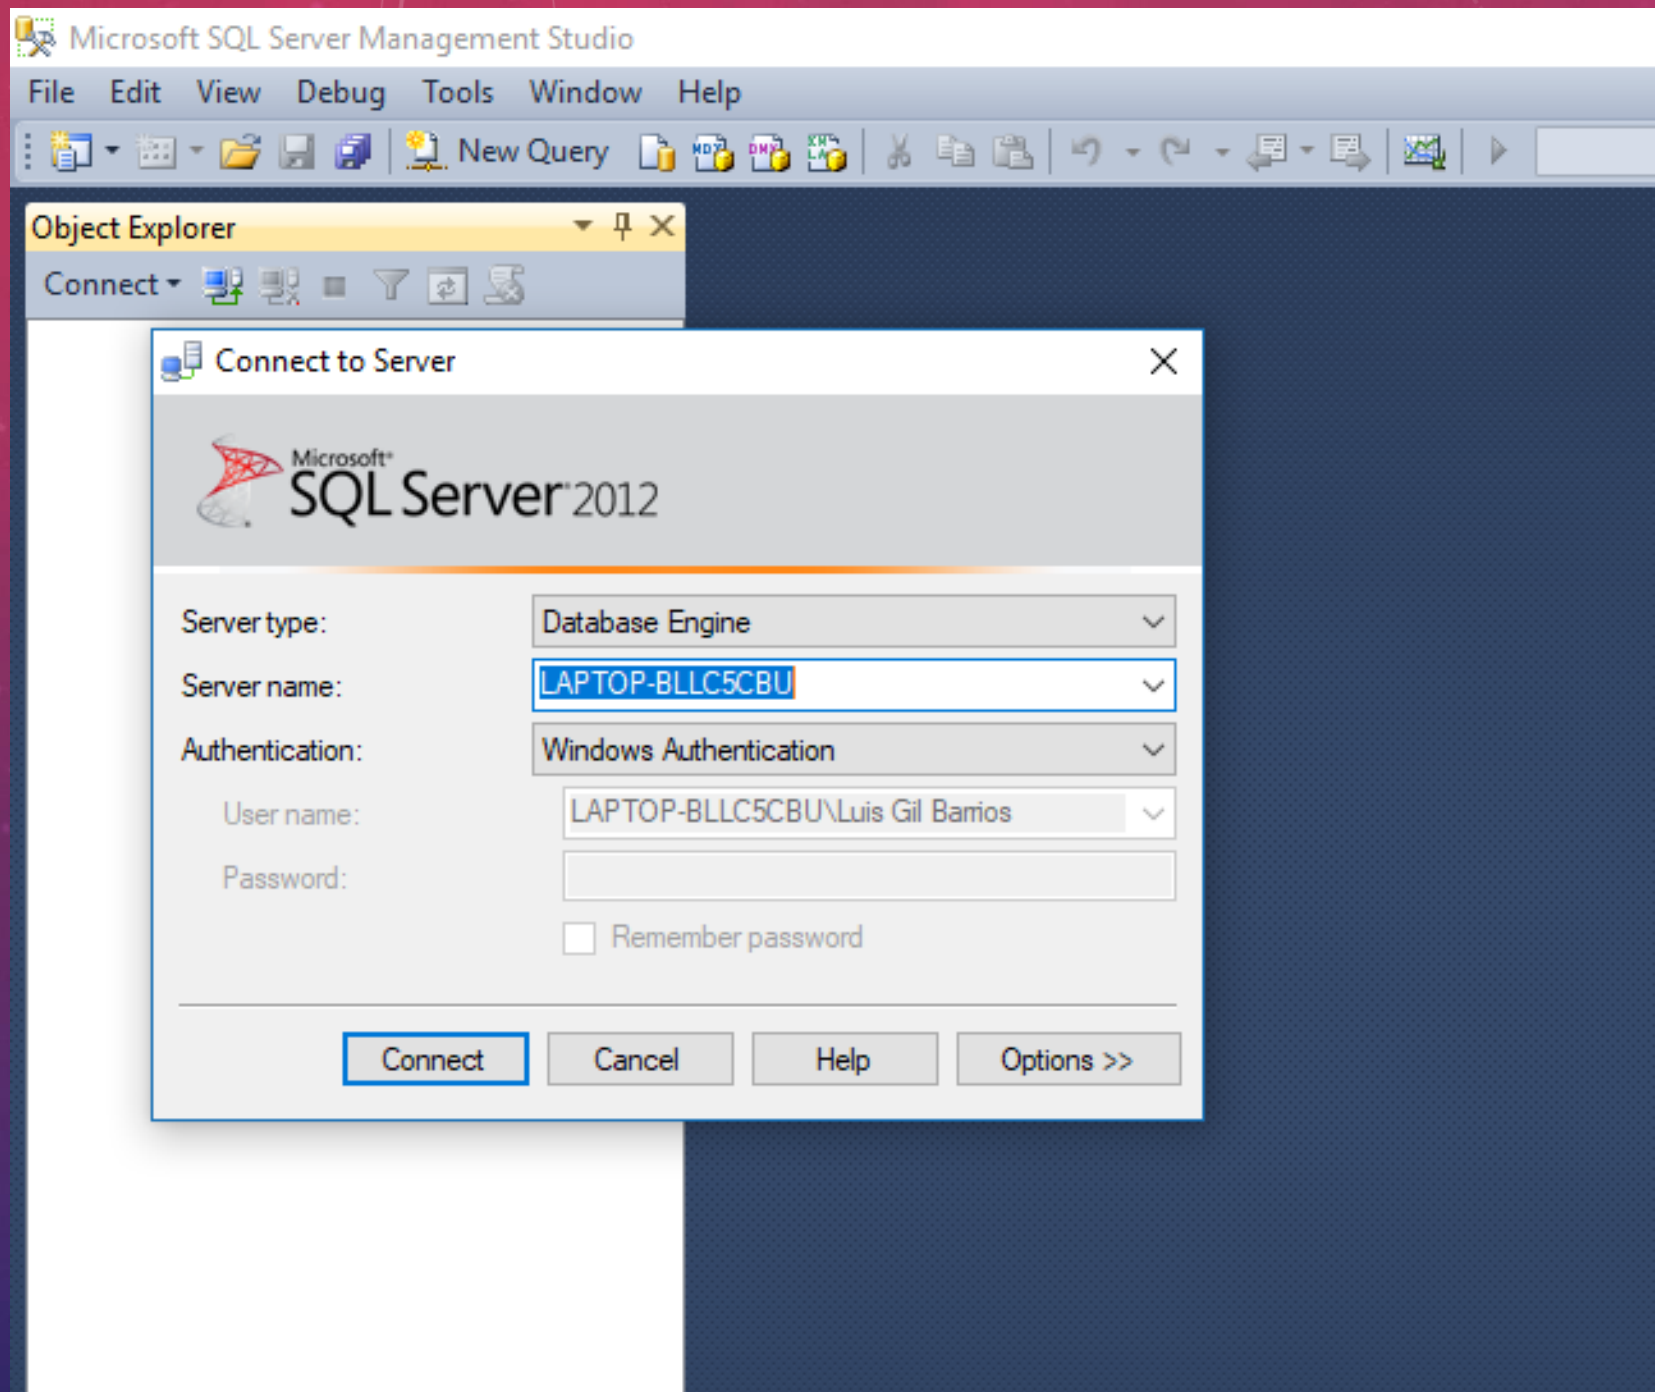 Microsoft SQL Server Management Studio
File Edit View Debug Tools Window Help
New Query
Object Explorer
Connect
Connect to Server
Microsoft®
SQL Server® 2012
Server type: Database Engine
Server name: LAPTOP-BLLC5CBU
Authentication: Windows Authentication
User name: LAPTOP-BLLC5CBU\Luis Gil Barrios
Password:
Remember password
Connect Cancel Help Options >>